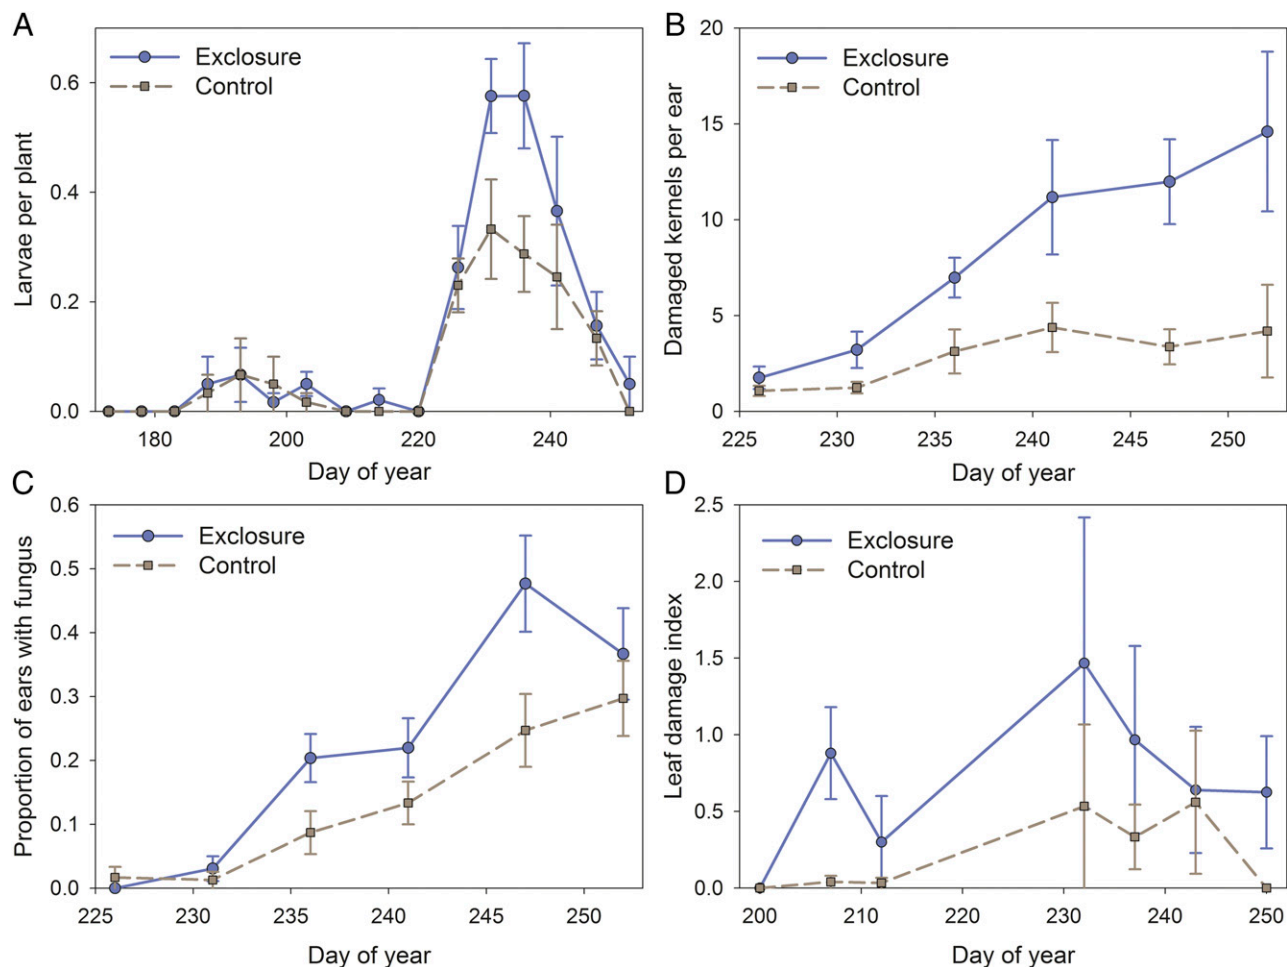 A
Exclosure
Control
Larvae per plant
0.6
0.4
0.2
0.0
180 200 220 240
Day of year
B
Exclosure
Control
Damaged kernels per ear
20
15
10
5
0
225 230 235 240 245 250
Day of year
C
Exclosure
Control
Proportion of ears with fungus
0.6
0.5
0.4
0.3
0.2
0.1
0.0
225 230 235 240 245 250
Day of year
D
Exclosure
Control
Leaf damage index
2.5
2.0
1.5
1.0
0.5
0.0
200 210 220 230 240 250
Day of year